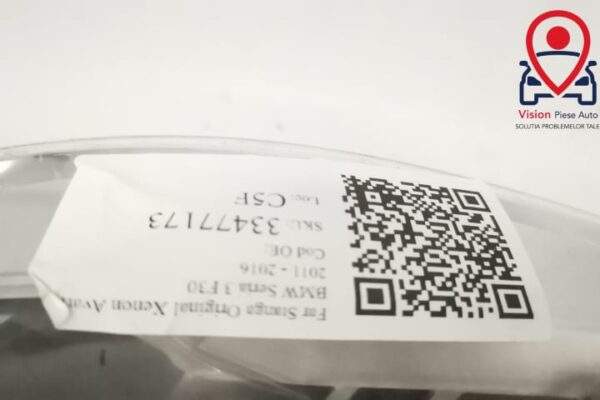 Vision Piese Auto
SOLUTIA PROBLEMELOR TALE
Far Stanga Original Xenon
BMW Seria 3 F30
2011 - 2016
Cod OE:
SKU: 33477173
Loc: C5F